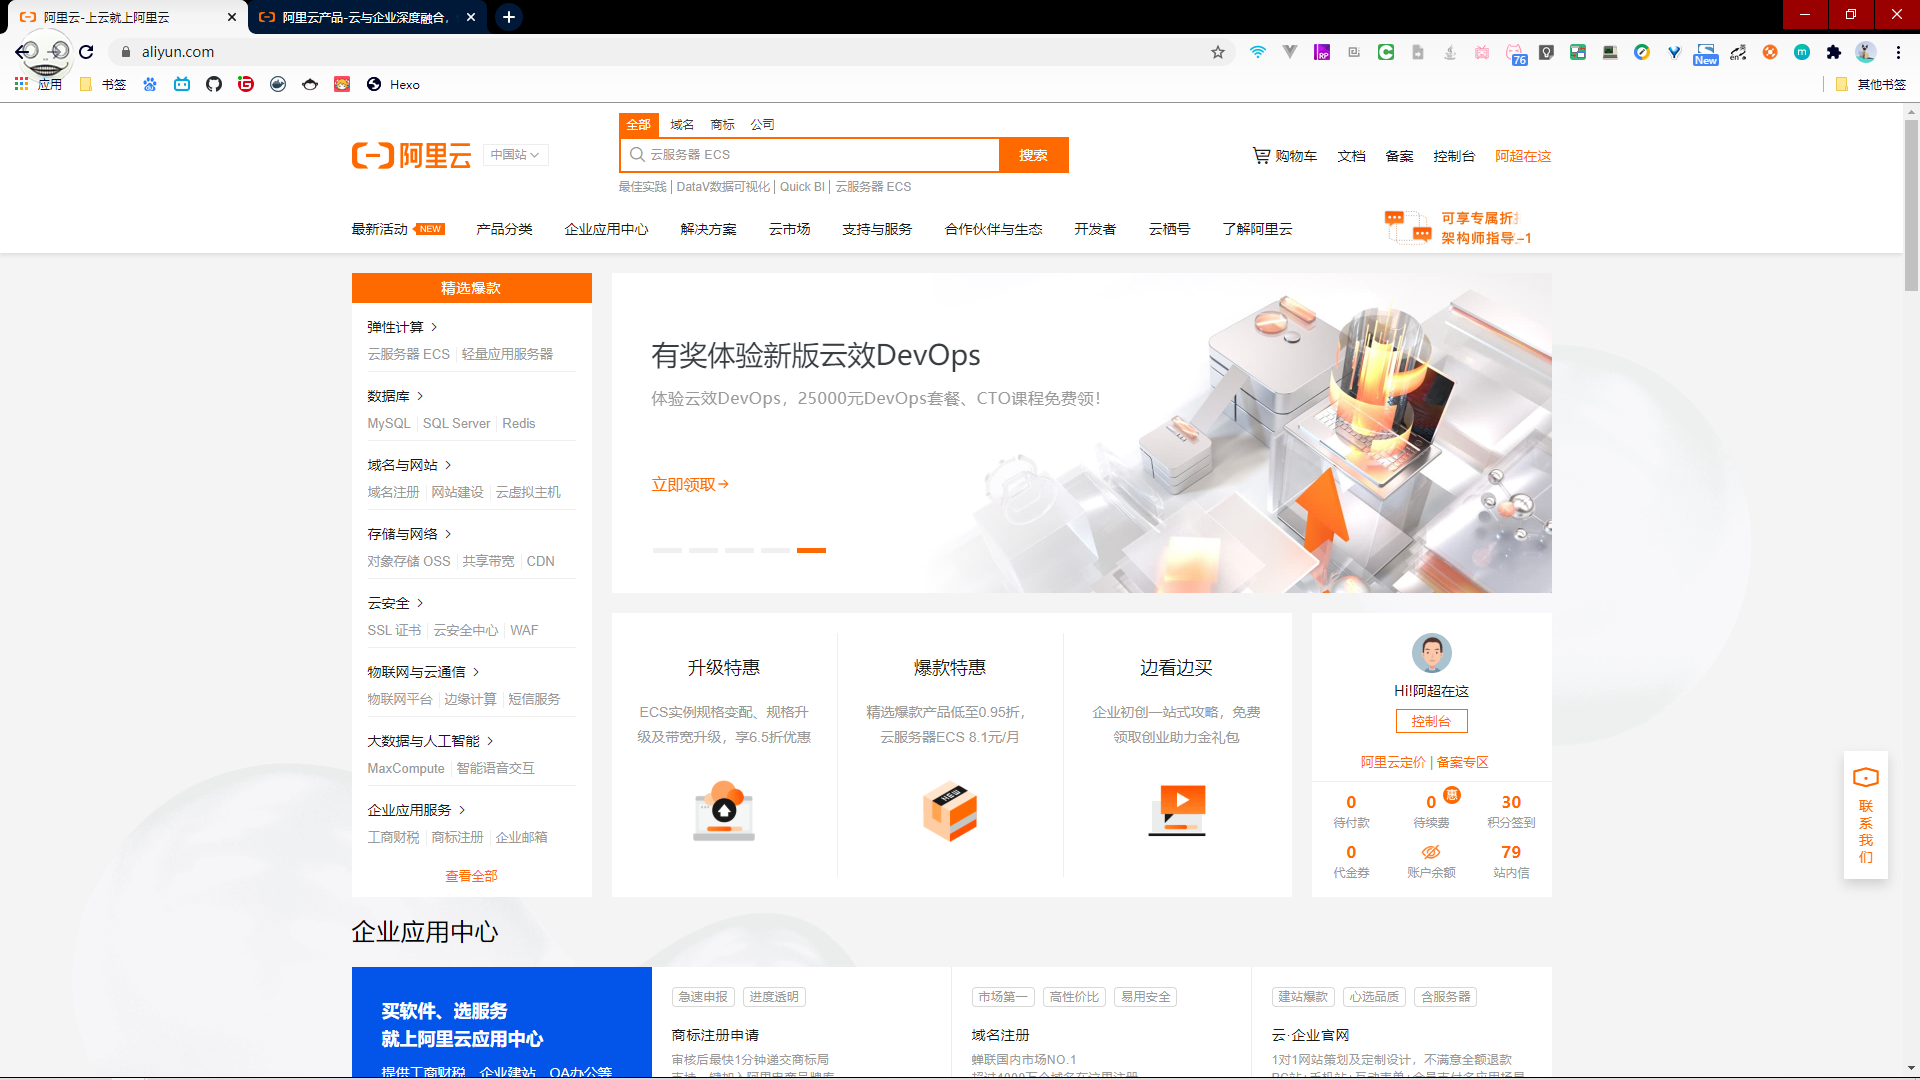 阿里云-上云就上阿里云
阿里云产品-云与企业深度融合,
aliyun.com
76
New
应用
书签
Hexo
其他书签
阿里云
中国站
全部 域名 商标 公司
云服务器 ECS
搜索
最佳实践 | DataV数据可视化 | Quick BI | 云服务器 ECS
购物车 文档 备案 控制台 阿超在这
最新活动 NEW 产品分类 企业应用中心 解决方案 云市场 支持与服务 合作伙伴与生态 开发者 云栖号 了解阿里云
可享专属折
架构师指导 1
精选爆款
弹性计算
云服务器 ECS 轻量应用服务器
数据库
MySQL SQL Server Redis
域名与网站
域名注册 网站建设 云虚拟主机
存储与网络
对象存储 OSS 共享带宽 CDN
云安全
SSL 证书 云安全中心 WAF
物联网与云通信
物联网平台 边缘计算 短信服务
大数据与人工智能
MaxCompute 智能语音交互
企业应用服务
工商财税 商标注册 企业邮箱
查看全部
有奖体验新版云效DevOps
体验云效DevOps，25000元DevOps套餐、CTO课程免费领！
立即领取→
升级特惠
ECS实例规格变配、规格升
级及带宽升级，享6.5折优惠
爆款特惠
精选爆款产品低至0.95折，
云服务器ECS 8.1元/月
NEW
边看边买
企业初创一站式攻略，免费
领取创业助力金礼包
Hi!阿超在这
控制台
阿里云定价 | 备案专区
0 0 惠 30
待付款 待续费 积分签到
0 79
代金券 账户余额 站内信
联系我们
企业应用中心
买软件、选服务
就上阿里云应用中心
提供工商财税、企业建站、OA办公等
急速申报 进度透明
商标注册申请
审核后最快1分钟递交商标局
市场第一 高性价比 易用安全
域名注册
蝉联国内市场NO.1
建站爆款 心选品质 含服务器
云·企业官网
1对1网站策划及定制设计，不满意全额退款